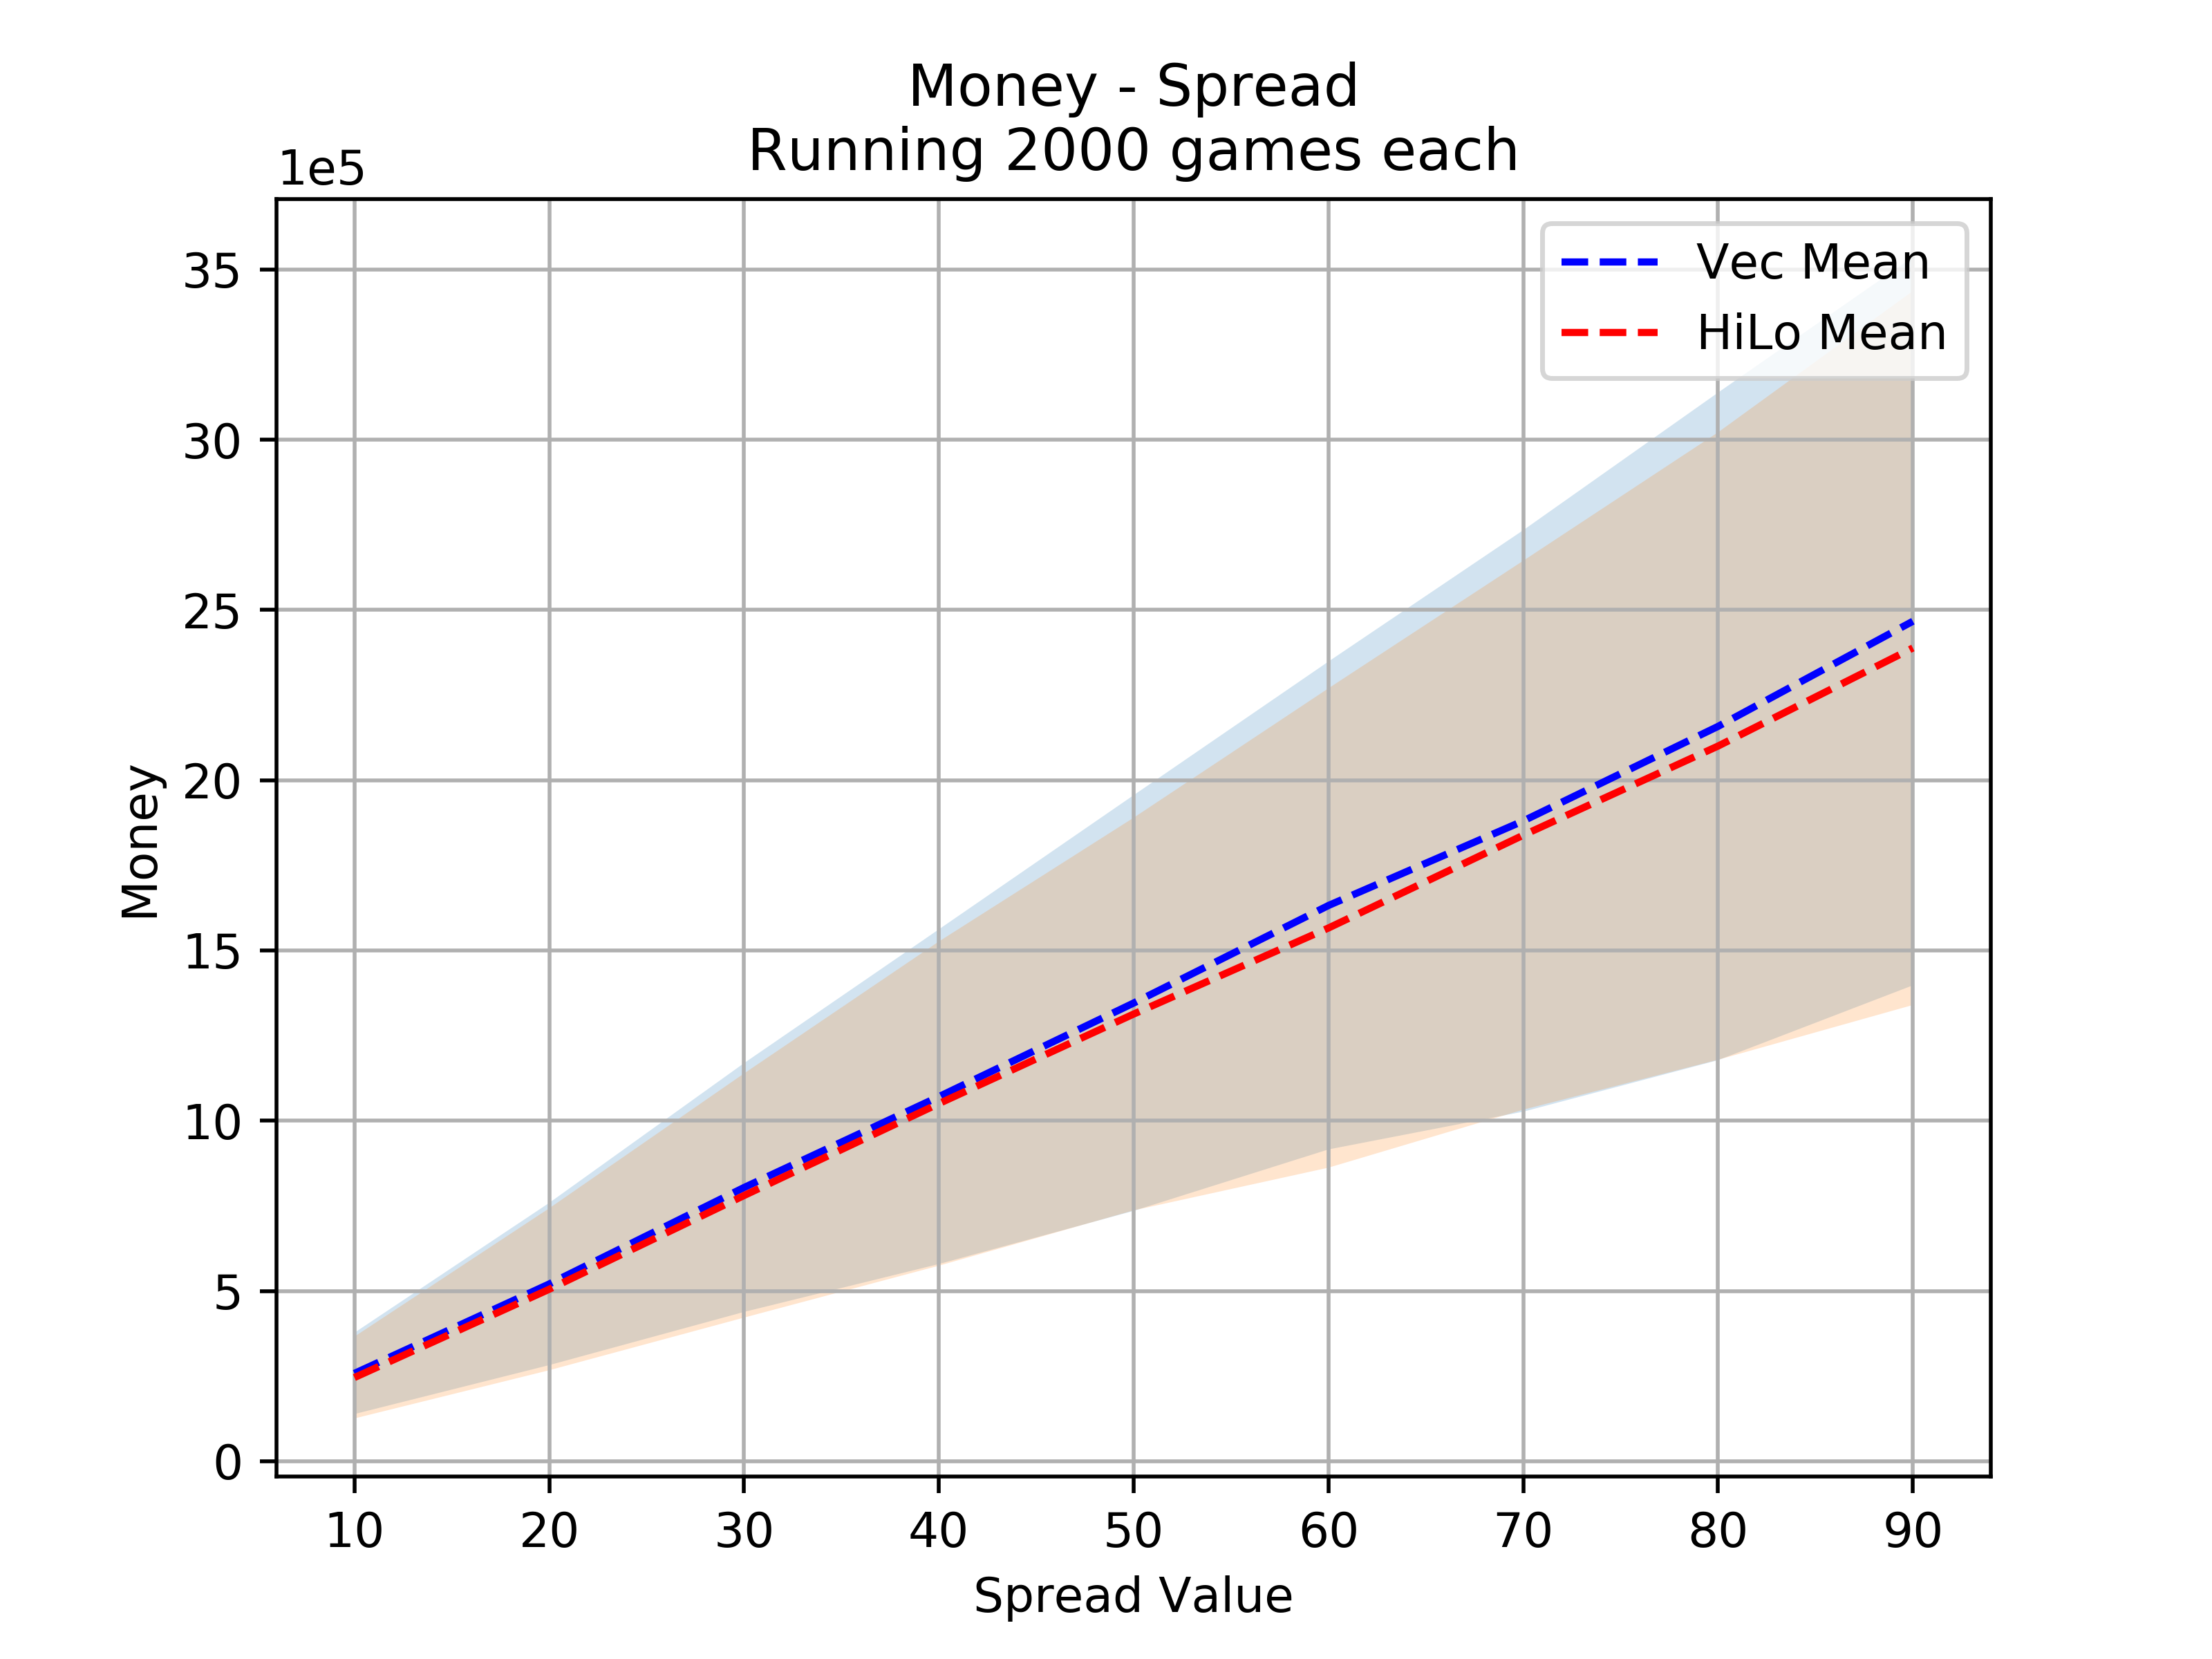 Money - Spread
Running 2000 games each
1e5
Vec Mean
HiLo Mean
35
30
25
20
15
10
5
0
Money
10 20 30 40 50 60 70 80 90
Spread Value